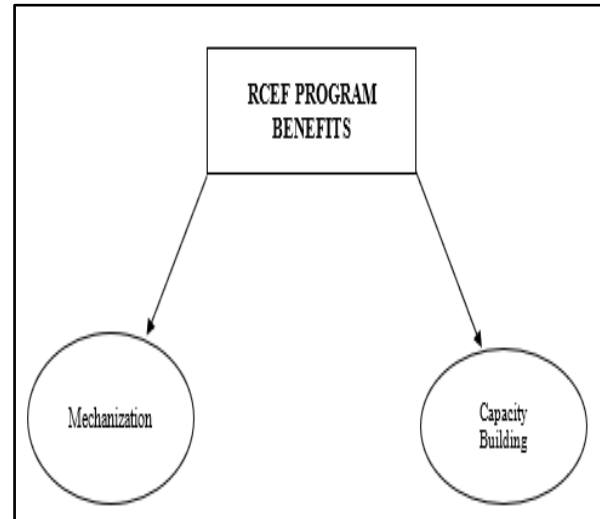 RCEF PROGRAM
BENEFITS
Mechanization
Capacity
Building